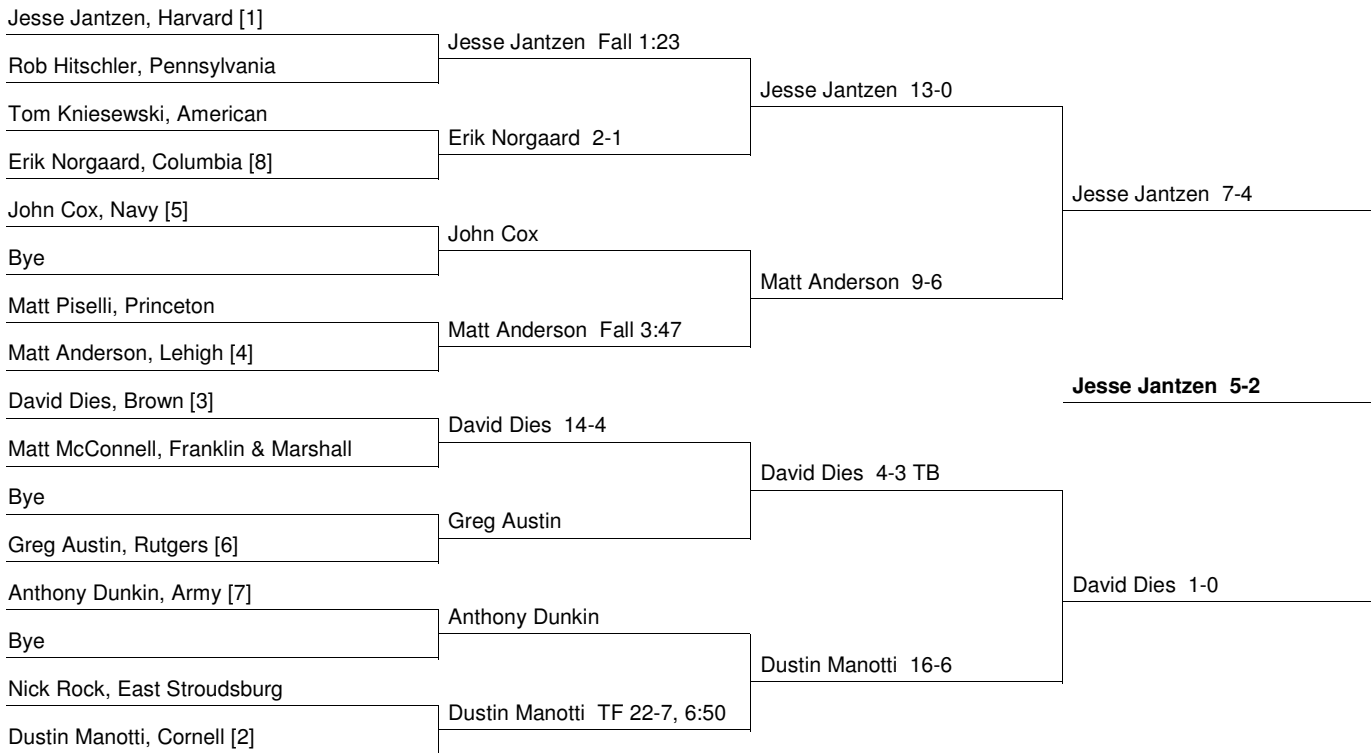 Jesse Jantzen, Harvard [1]
Rob Hitschler, Pennsylvania
Tom Kniesewski, American
Erik Norgaard, Columbia [8]
John Cox, Navy [5]
Bye
Matt Piselli, Princeton
Matt Anderson, Lehigh [4]
David Dies, Brown [3]
Matt McConnell, Franklin & Marshall
Bye
Greg Austin, Rutgers [6]
Anthony Dunkin, Army [7]
Bye
Nick Rock, East Stroudsburg
Dustin Manotti, Cornell [2]
Jesse Jantzen Fall 1:23
Erik Norgaard 2-1
John Cox
Matt Anderson Fall 3:47
David Dies 14-4
Greg Austin
Anthony Dunkin
Dustin Manotti TF 22-7, 6:50
Jesse Jantzen 13-0
Matt Anderson 9-6
David Dies 4-3 TB
Dustin Manotti 16-6
Jesse Jantzen 7-4
David Dies 1-0
Jesse Jantzen 5-2